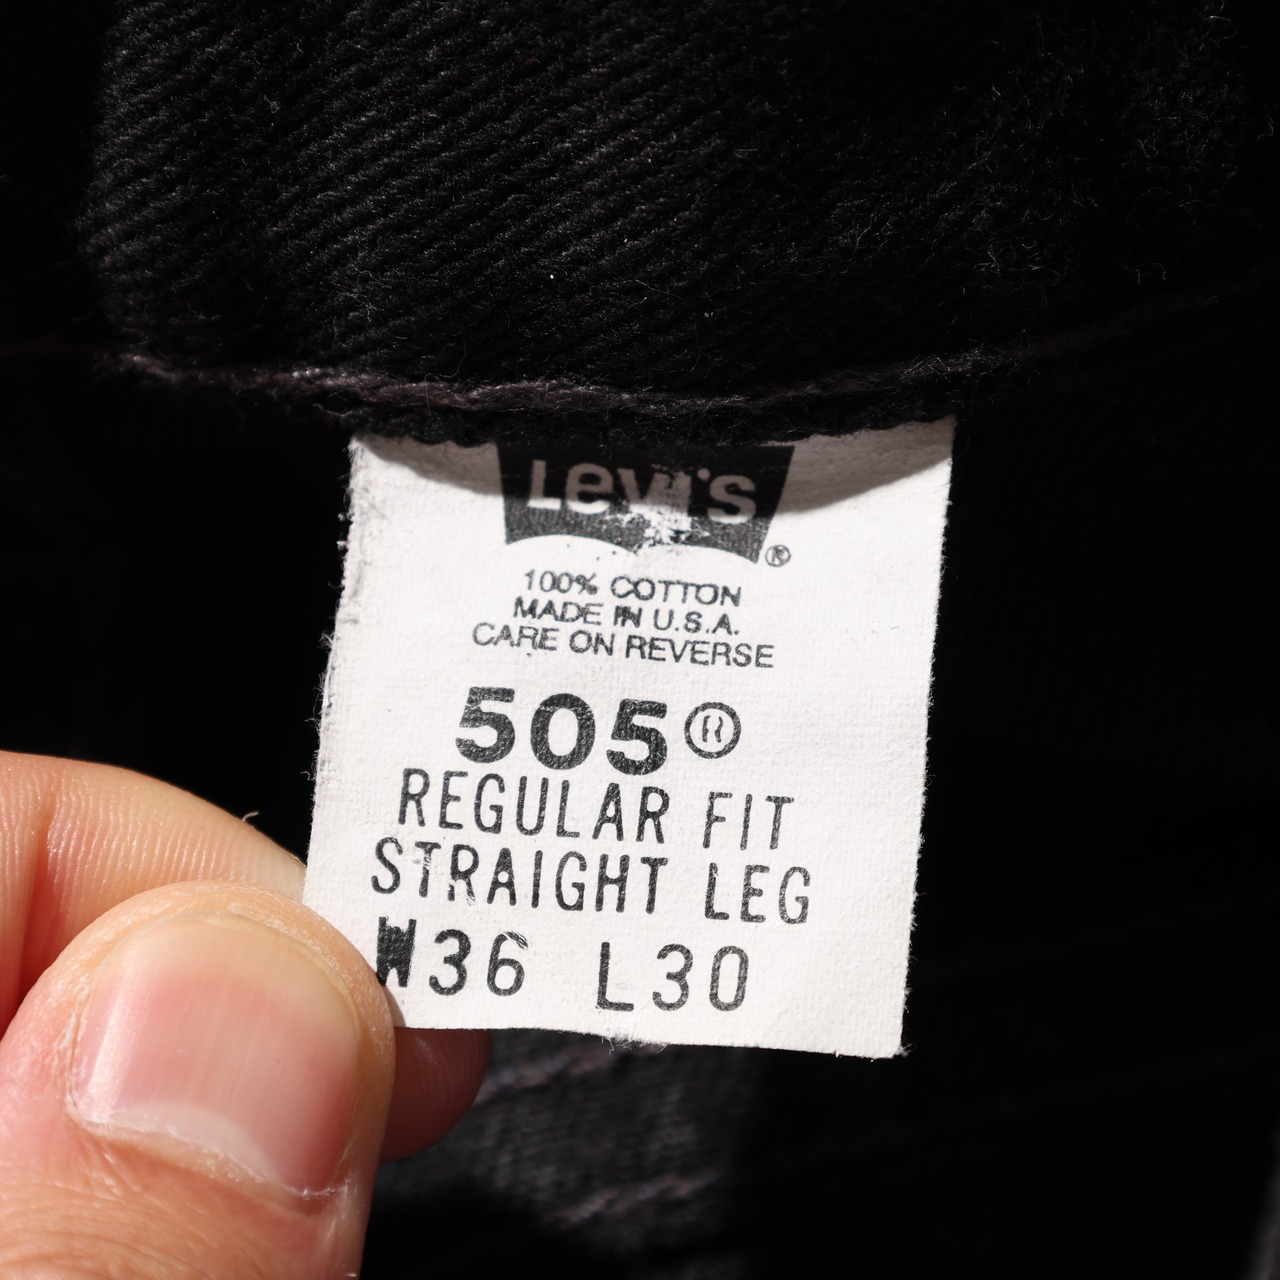 Levi's
®
100% COTTON
MADE IN U.S.A.
CARE ON REVERSE
505®
REGULAR FIT
STRAIGHT LEG
W36 L30